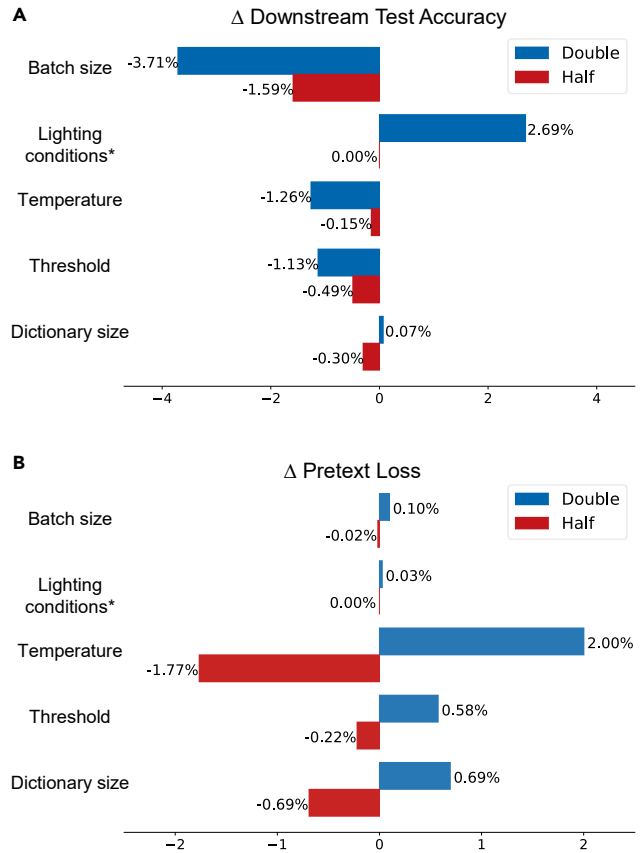 A
Δ Downstream Test Accuracy
Double
Half
Batch size
-3.71%
-1.59%
Lighting
conditions*
2.69%
0.00%
Temperature
-1.26%
-0.15%
Threshold
-1.13%
-0.49%
Dictionary size
0.07%
-0.30%
−4 −2 0 2 4
B
Δ Pretext Loss
Double
Half
Batch size
0.10%
-0.02%
Lighting
conditions*
0.03%
0.00%
Temperature
2.00%
-1.77%
Threshold
0.58%
-0.22%
Dictionary size
0.69%
-0.69%
−2 −1 0 1 2